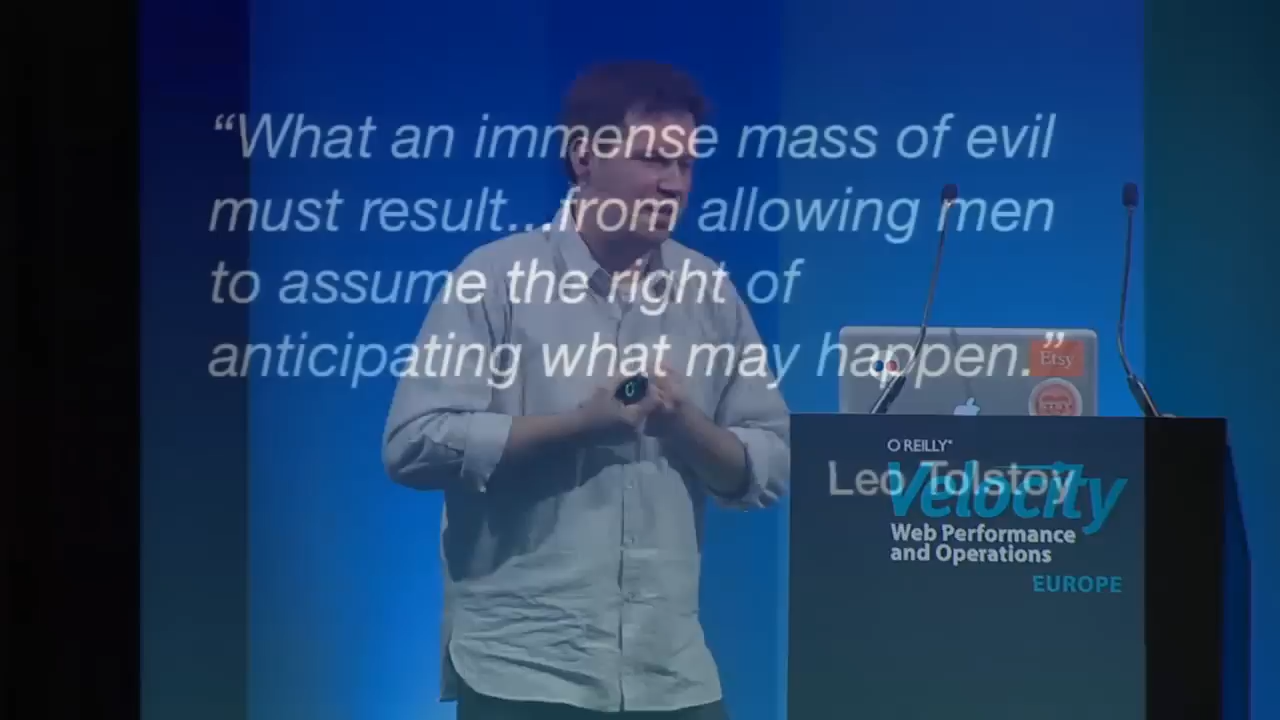 “What an immense mass of evil
must result...from allowing men
to assume the right of
anticipating what may happen.”
Leo Tolstoy
Etsy
O REILLY
Velocity
Web Performance
and Operations
EUROPE